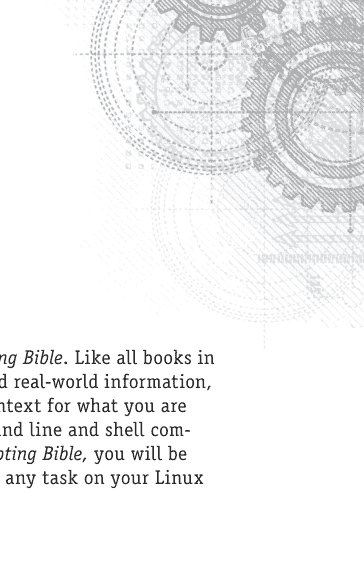 ng Bible. Like all books in
d real-world information,
ntext for what you are
and line and shell com-
pting Bible, you will be
any task on your Linux